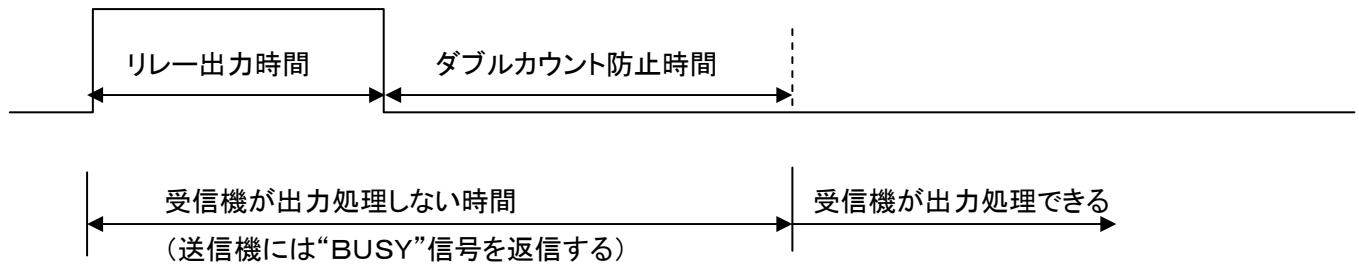 リレー出力時間
ダブルカウント防止時間
受信機が出力処理しない時間
受信機が出力処理できる
（送信機には“BUSY”信号を返信する）